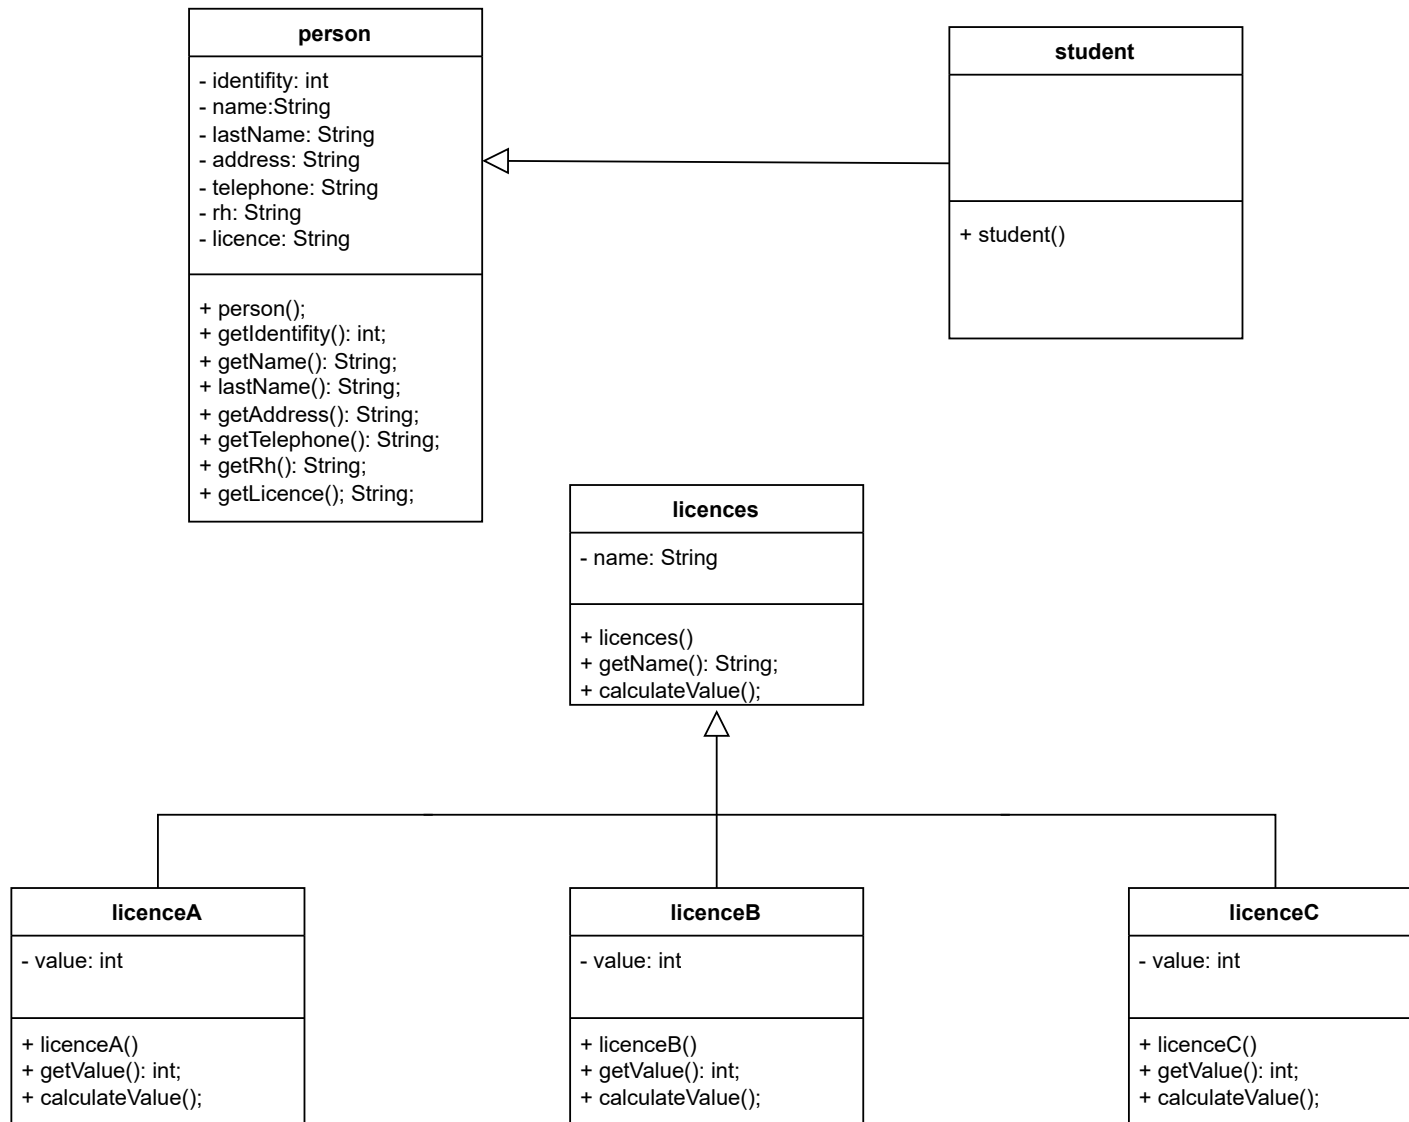 person
- identifity: int
- name:String
- lastName: String
- address: String
- telephone: String
- rh: String
- licence: String
+ person();
+ getIdentifity(): int;
+ getName(): String;
+ lastName(): String;
+ getAddress(): String;
+ getTelephone(): String;
+ getRh(): String;
+ getLicence(); String;
student
+ student()
licences
- name: String
+ licences()
+ getName(): String;
+ calculateValue();
licenceA
- value: int
+ licenceA()
+ getValue(): int;
+ calculateValue();
licenceB
- value: int
+ licenceB()
+ getValue(): int;
+ calculateValue();
licenceC
- value: int
+ licenceC()
+ getValue(): int;
+ calculateValue();